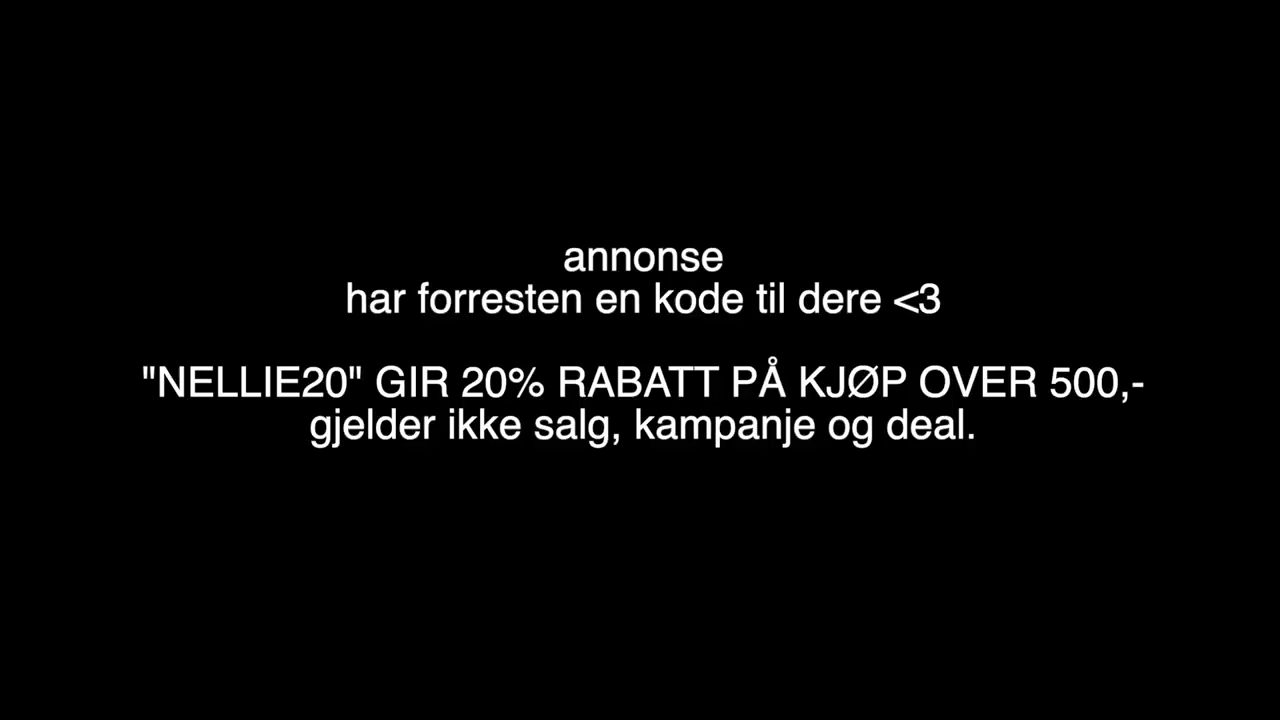 annonse
har forresten en kode til dere <3
"NELLIE20" GIR 20% RABATT PÅ KJØP OVER 500,-
gjelder ikke salg, kampanje og deal.